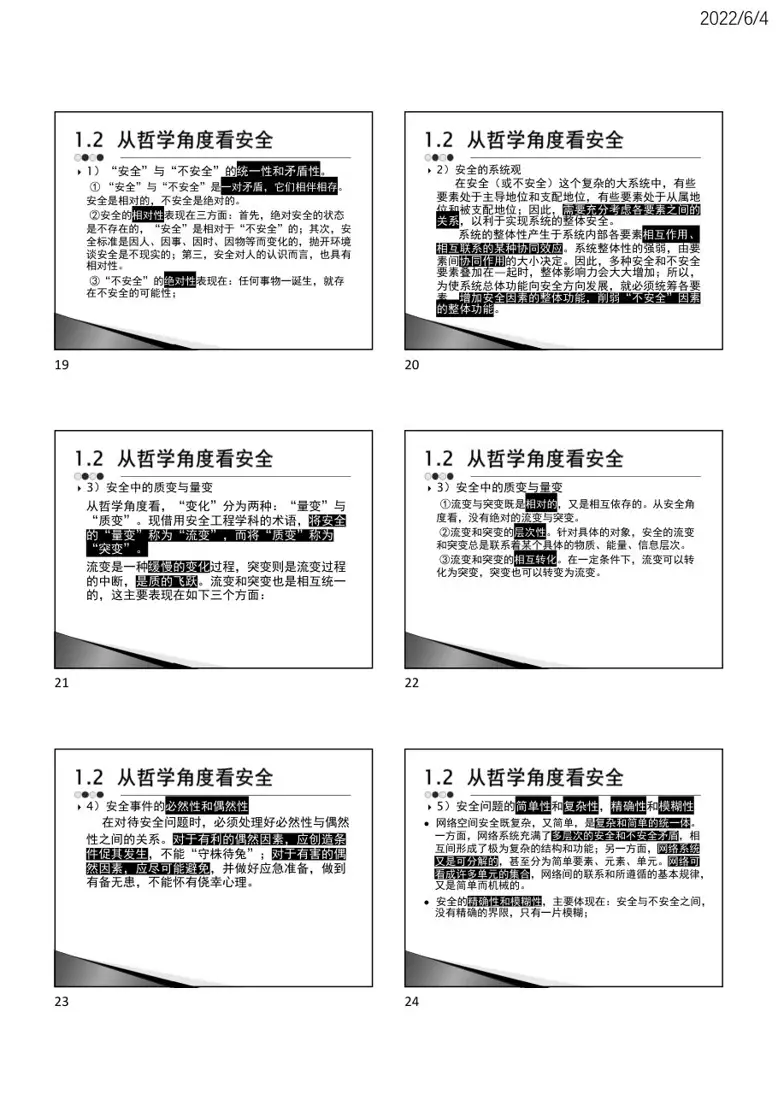 2022/6/4
1.2 从哲学角度看安全
1）“安全”与“不安全”的统一性和矛盾性。
① “安全”与“不安全”是一对矛盾，它们相伴相存。
安全是相对的，不安全是绝对的。
②安全的相对性表现在三方面：首先，绝对安全的状态
是不存在的，“安全”是相对于“不安全”的；其次，安
全标准是因人、因事、因时、因物等而变化的，抛开环境
谈安全是不现实的；第三，安全对人的认识而言，也具有
相对性。
③“不安全”的绝对性表现在：任何事物一诞生，就存
在不安全的可能性；
19
1.2 从哲学角度看安全
2）安全的系统观
在安全（或不安全）这个复杂的大系统中，有些
要素处于主导地位和支配地位，有些要素处于从属地
位和被支配地位；因此，需要充分考虑各要素之间的
关系，以利于实现系统的整体安全。
系统的整体性产生于系统内部各要素相互作用、
相互联系的某种协同效应。系统整体性的强弱，由要
素间协同作用的大小决定。因此，多种安全和不安全
要素叠加在一起时，整体影响力会大大增加；所以，
为使系统总体功能向安全方向发展，就必须统筹各要
素，增加安全因素的整体功能，削弱“不安全”因素
的整体功能。
20
1.2 从哲学角度看安全
3）安全中的质变与量变
从哲学角度看，“变化”分为两种：“量变”与
“质变”。现借用安全工程学科的术语，将安全
的“量变”称为“流变”，而将“质变”称为
“突变”。
流变是一种缓慢的变化过程，突变则是流变过程
的中断，是质的飞跃。流变和突变也是相互统一
的，这主要表现在如下三个方面：
21
1.2 从哲学角度看安全
3）安全中的质变与量变
①流变与突变既是相对的，又是相互依存的。从安全角
度看，没有绝对的流变与突变。
②流变和突变的层次性。针对具体的对象，安全的流变
和突变总是联系着某个具体的物质、能量、信息层次。
③流变和突变的相互转化。在一定条件下，流变可以转
化为突变，突变也可以转变为流变。
22
1.2 从哲学角度看安全
4）安全事件的必然性和偶然性
在对待安全问题时，必须处理好必然性与偶然
性之间的关系。对于有利的偶然因素，应创造条
件促其发生，不能“守株待兔”；对于有害的偶
然因素，应尽可能避免，并做好应急准备，做到
有备无患，不能怀有侥幸心理。
23
1.2 从哲学角度看安全
5）安全问题的简单性和复杂性，精确性和模糊性
网络空间安全既复杂，又简单，是复杂和简单的统一体。
一方面，网络系统充满了多层次的安全和不安全矛盾，相
互间形成了极为复杂的结构和功能；另一方面，网络系统
又是可分解的，甚至分为简单要素、元素、单元。网络可
看成许多单元的集合，网络间的联系和所遵循的基本规律，
又是简单而机械的。
安全的精确性和模糊性，主要体现在：安全与不安全之间，
没有精确的界限，只有一片模糊；
24